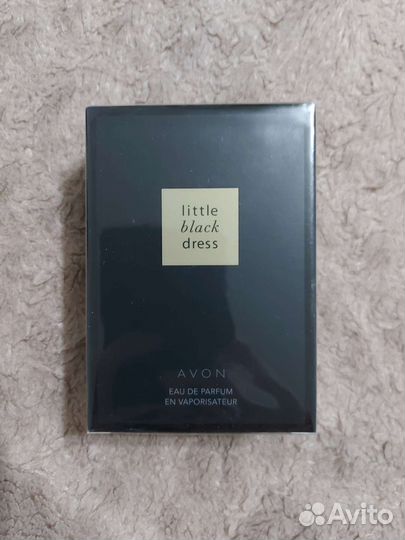 little
black
dress
AVON
EAU DE PARFUM
EN VAPORISATEUR
Avito